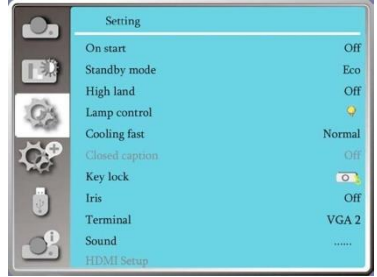 Setting
On start Off
Standby mode Eco
High land Off
Lamp control
Cooling fast Normal
Closed caption Off
Key lock
Iris Off
Terminal VGA 2
Sound ......
HDMI Setup